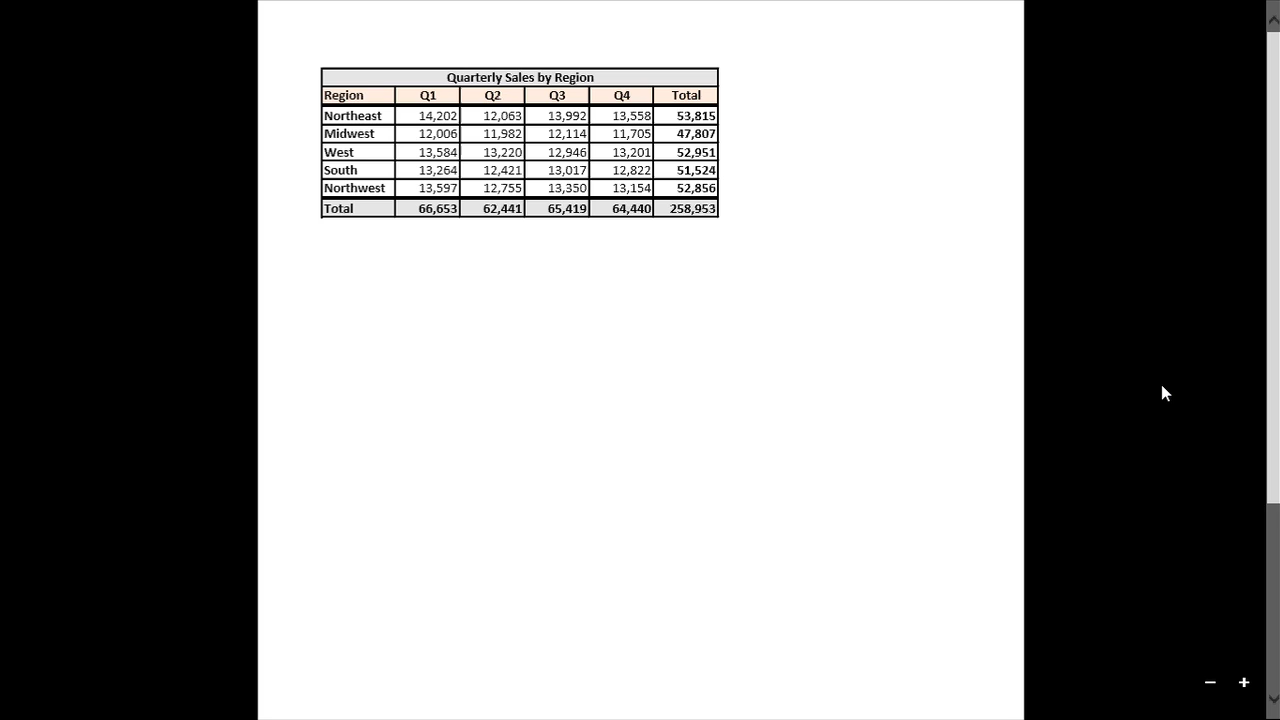 Quarterly Sales by Region
Region Q1 Q2 Q3 Q4 Total
Northeast 14,202 12,063 13,992 13,558 53,815
Midwest 12,006 11,982 12,114 11,705 47,807
West 13,584 13,220 12,946 13,201 52,951
South 13,264 12,421 13,017 12,822 51,524
Northwest 13,597 12,755 13,350 13,154 52,856
Total 66,653 62,441 65,419 64,440 258,953